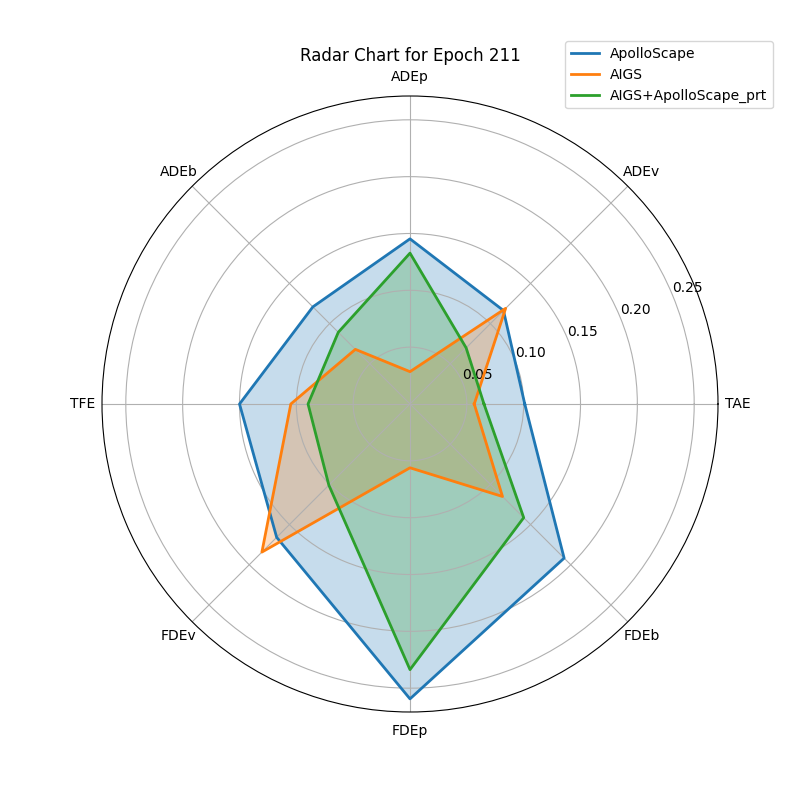 Radar Chart for Epoch 211
ApolloScape
AIGS
AIGS+ApolloScape_prt
ADEp
ADEb
ADEv
0.25
0.20
0.15
0.10
0.05
TFE
TAE
FDEv
FDEb
FDEp